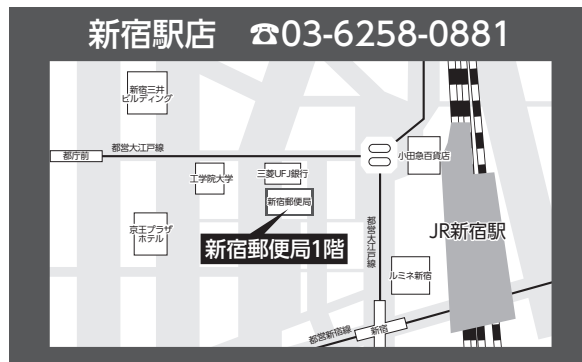 新宿駅店 ☎03-6258-0881
新宿三井
ビルディング
都営大江戸線
都庁前
小田急百貨店
工学院大学
三菱UFJ銀行
新宿郵便局
京王プラザ
ホテル
新宿郵便局1階
都営大江戸線
JR新宿駅
ルミネ新宿
都営新宿線
新宿